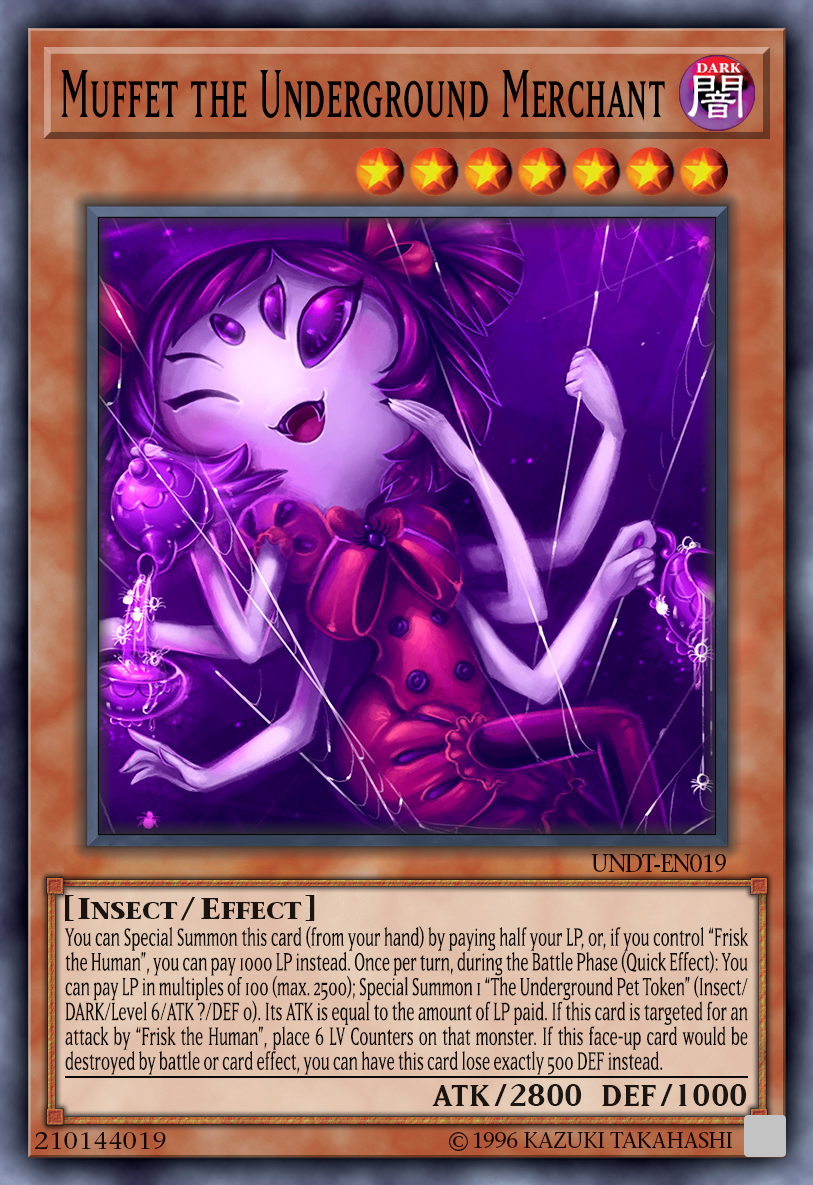 Muffet the Underground Merchant
DARK
闇
UNDT-EN019
[Insect/Effect]
You can Special Summon this card (from your hand) by paying half your LP, or, if you control “Frisk
the Human”, you can pay 1000 LP instead. Once per turn, during the Battle Phase (Quick Effect): You
can pay LP in multiples of 100 (max. 2500); Special Summon 1 “The Underground Pet Token” (Insect/
DARK/Level 6/ATK ?/DEF 0). Its ATK is equal to the amount of LP paid. If this card is targeted for an
attack by “Frisk the Human”, place 6 LV Counters on that monster. If this face-up card would be
destroyed by battle or card effect, you can have this card lose exactly 500 DEF instead.
ATK/2800 DEF/1000
210144019
©1996 KAZUKI TAKAHASHI